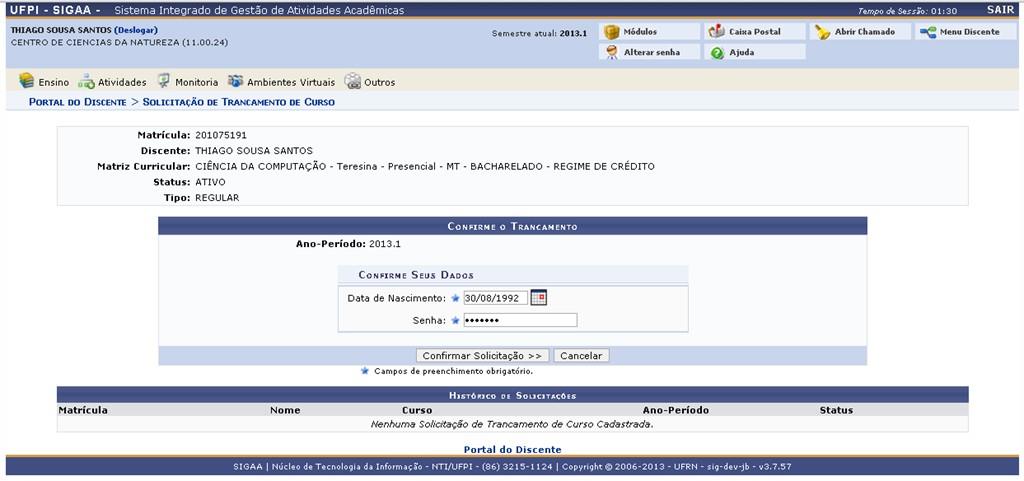 UFPI - SIGAA - Sistema Integrado de Gestão de Atividades Acadêmicas Tempo de Sessão: 01:30 SAIR
THIAGO SOUSA SANTOS (Deslogar) Semestre atual: 2013.1 Módulos Caixa Postal Abrir Chamado Menu Discente
CENTRO DE CIENCIAS DA NATUREZA (11.00.24) Alterar senha Ajuda
Ensino Atividades Monitoria Ambientes Virtuais Outros
PORTAL DO DISCENTE > SOLICITAÇÃO DE TRANCAMENTO DE CURSO
Matrícula: 201075191
Discente: THIAGO SOUSA SANTOS
Matriz Curricular: CIÊNCIA DA COMPUTAÇÃO - Teresina - Presencial - MT - BACHARELADO - REGIME DE CRÉDITO
Status: ATIVO
Tipo: REGULAR
CONFIRME O TRANCAMENTO
Ano-Período: 2013.1
CONFIRME SEUS DADOS
Data de Nascimento: 30/08/1992
Senha: •••••••
Confirmar Solicitação >> Cancelar
Campos de preenchimento obrigatório.
HISTÓRICO DE SOLICITAÇÕES
Matrícula Nome Curso Ano-Período Status
Nenhuma Solicitação de Trancamento de Curso Cadastrada.
Portal do Discente
SIGAA | Núcleo de Tecnologia da Informação - NTI/UFPI - (86) 3215-1124 | Copyright © 2006-2013 - UFRN - sig-dev-jb - v3.7.57